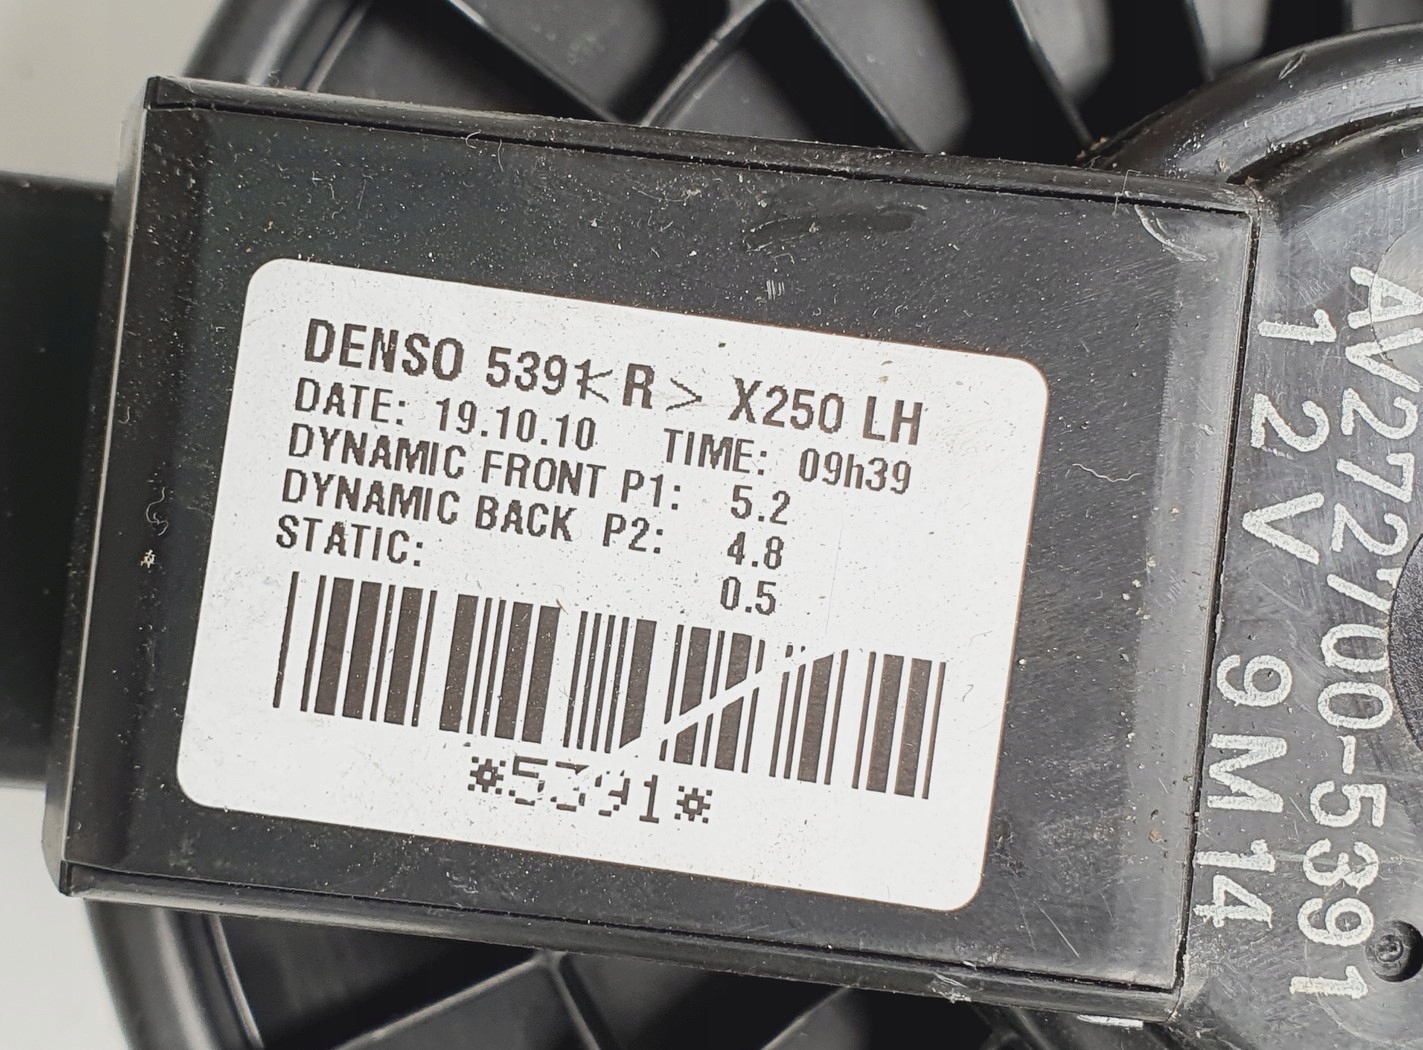 DENSO 5391<R> X250 LH
DATE: 19.10.10 TIME: 09h39
DYNAMIC FRONT P1: 5.2
DYNAMIC BACK P2: 4.8
STATIC: 0.5
*5391*
AV272700-5391
12V 9M14